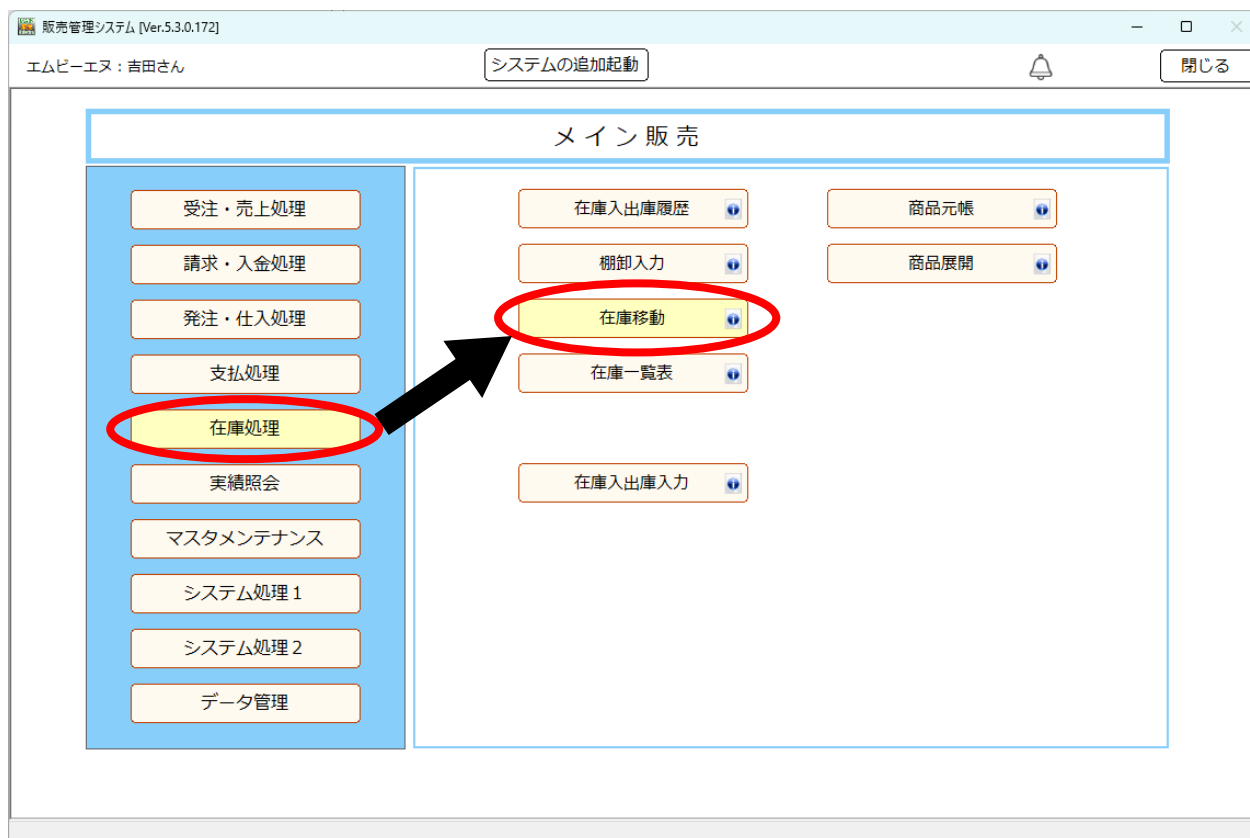 販売管理システム [Ver.5.3.0.172]
エムビーエヌ：吉田さん
システムの追加起動
閉じる
メイン販売
受注・売上処理
請求・入金処理
発注・仕入処理
支払処理
在庫処理
実績照会
マスタメンテナンス
システム処理１
システム処理２
データ管理
在庫入出庫履歴
棚卸入力
在庫移動
在庫一覧表
在庫入出庫入力
商品元帳
商品展開